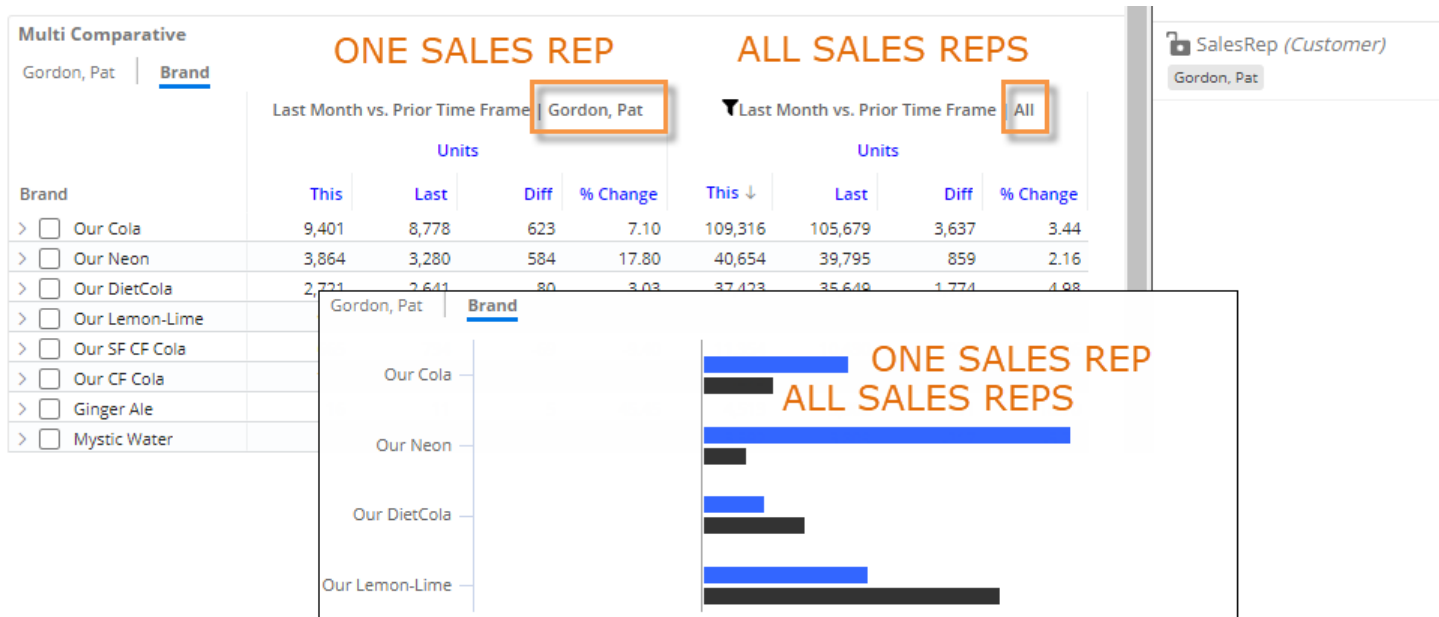 Multi Comparative
ONE SALES REP
ALL SALES REPS
SalesRep (Customer)
Gordon, Pat
Gordon, Pat Brand
Last Month vs. Prior Time Frame | Gordon, Pat
Last Month vs. Prior Time Frame | All
Units Units
Brand This Last Diff % Change This ↓ Last Diff % Change
Our Cola 9,401 8,778 623 7.10 109,316 105,679 3,637 3.44
Our Neon 3,864 3,280 584 17.80 40,654 39,795 859 2.16
Our DietCola 2,721 2,641 80 3.03 37,423 35,649 1,774 4.98
Our Lemon-Lime
Our SF CF Cola
Our CF Cola
Ginger Ale
Mystic Water
Gordon, Pat Brand
ONE SALES REP
Our Cola
ALL SALES REPS
Our Neon
Our DietCola
Our Lemon-Lime